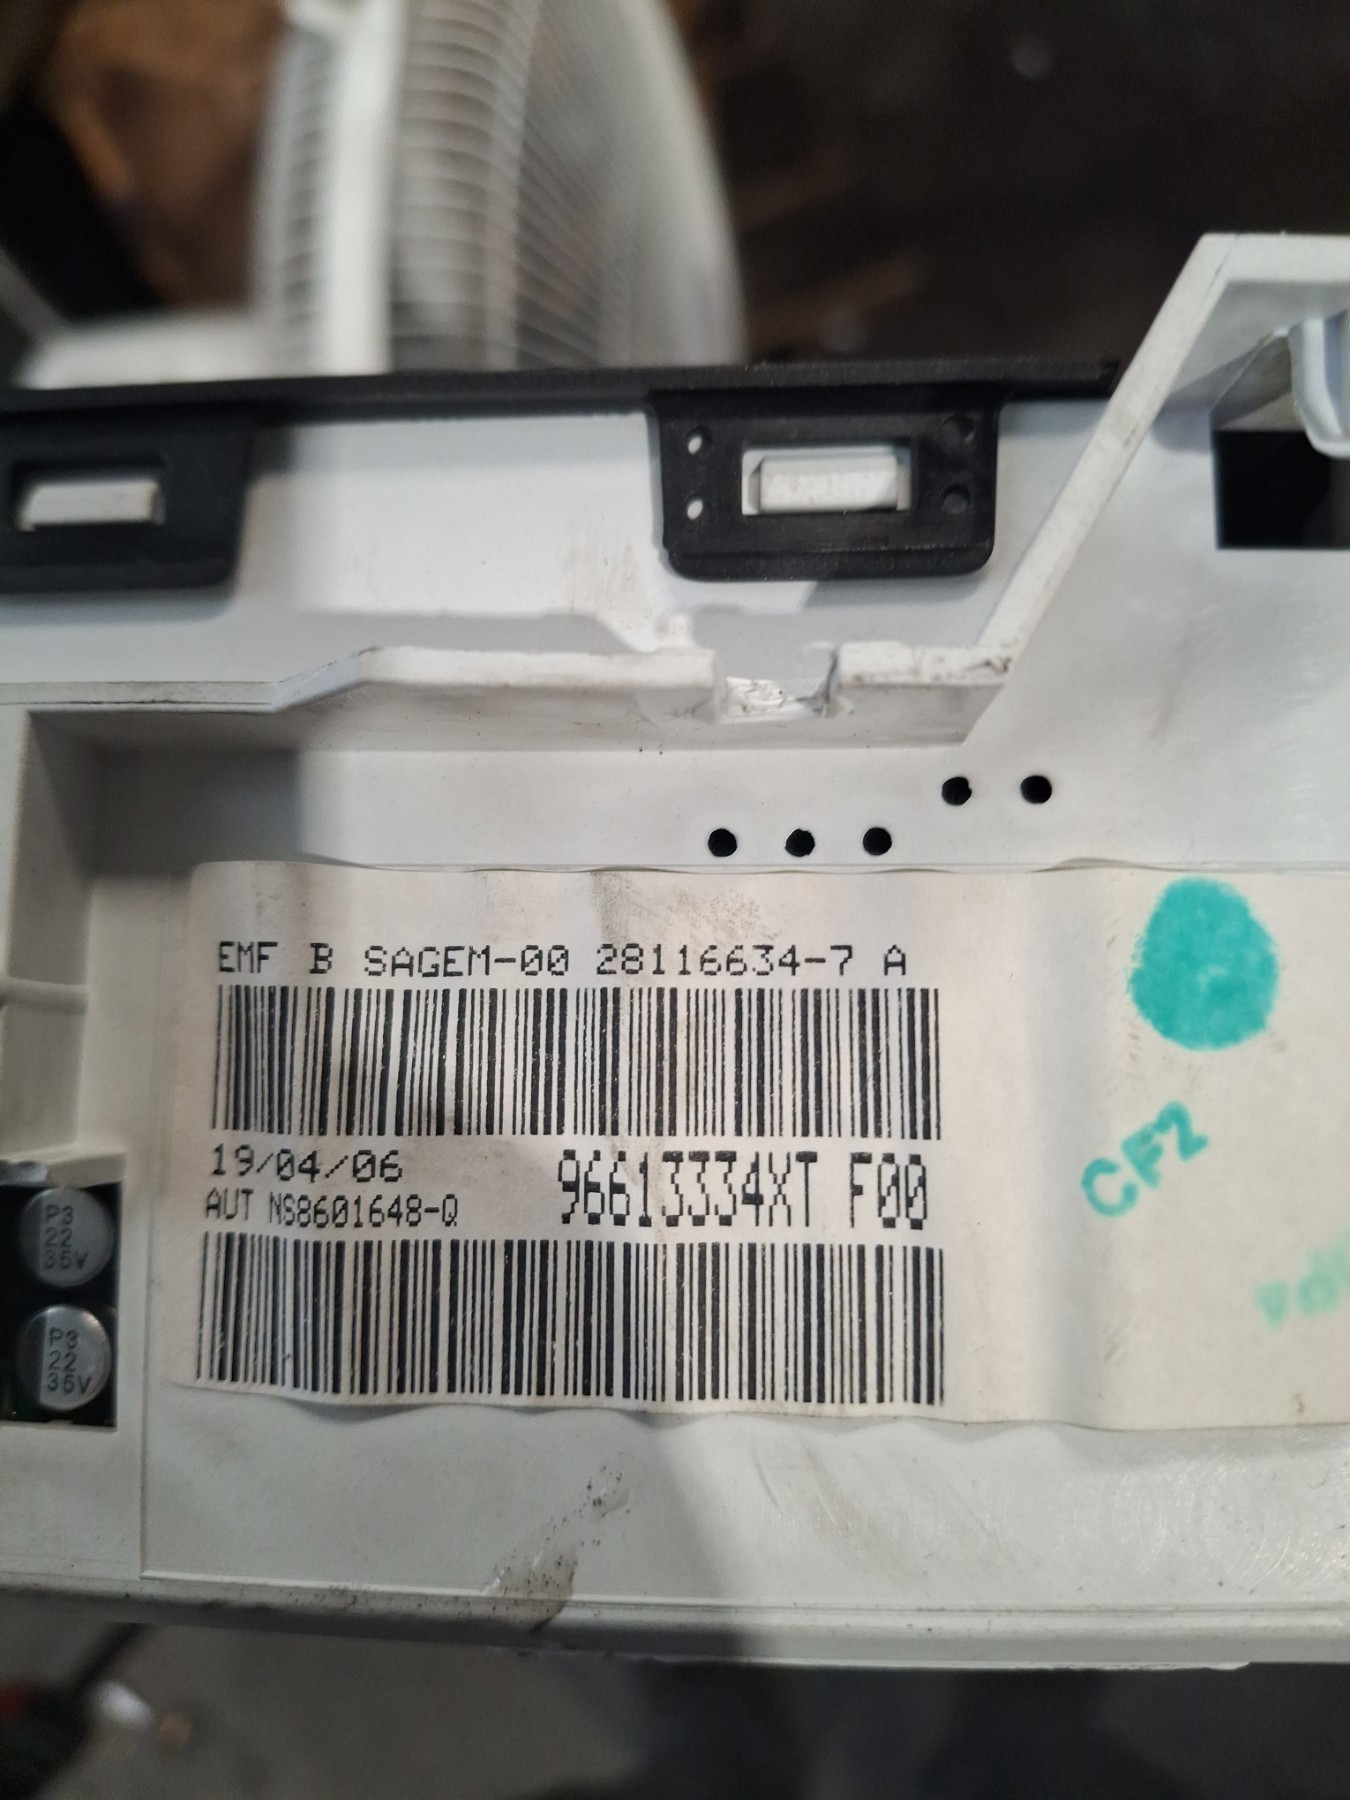 EMF B SAGEM-00 28116634-7 A
19/04/06
96613334XT F00
AUT NS8601648-Q
CF2
P3
22
35V
P3
22
35V